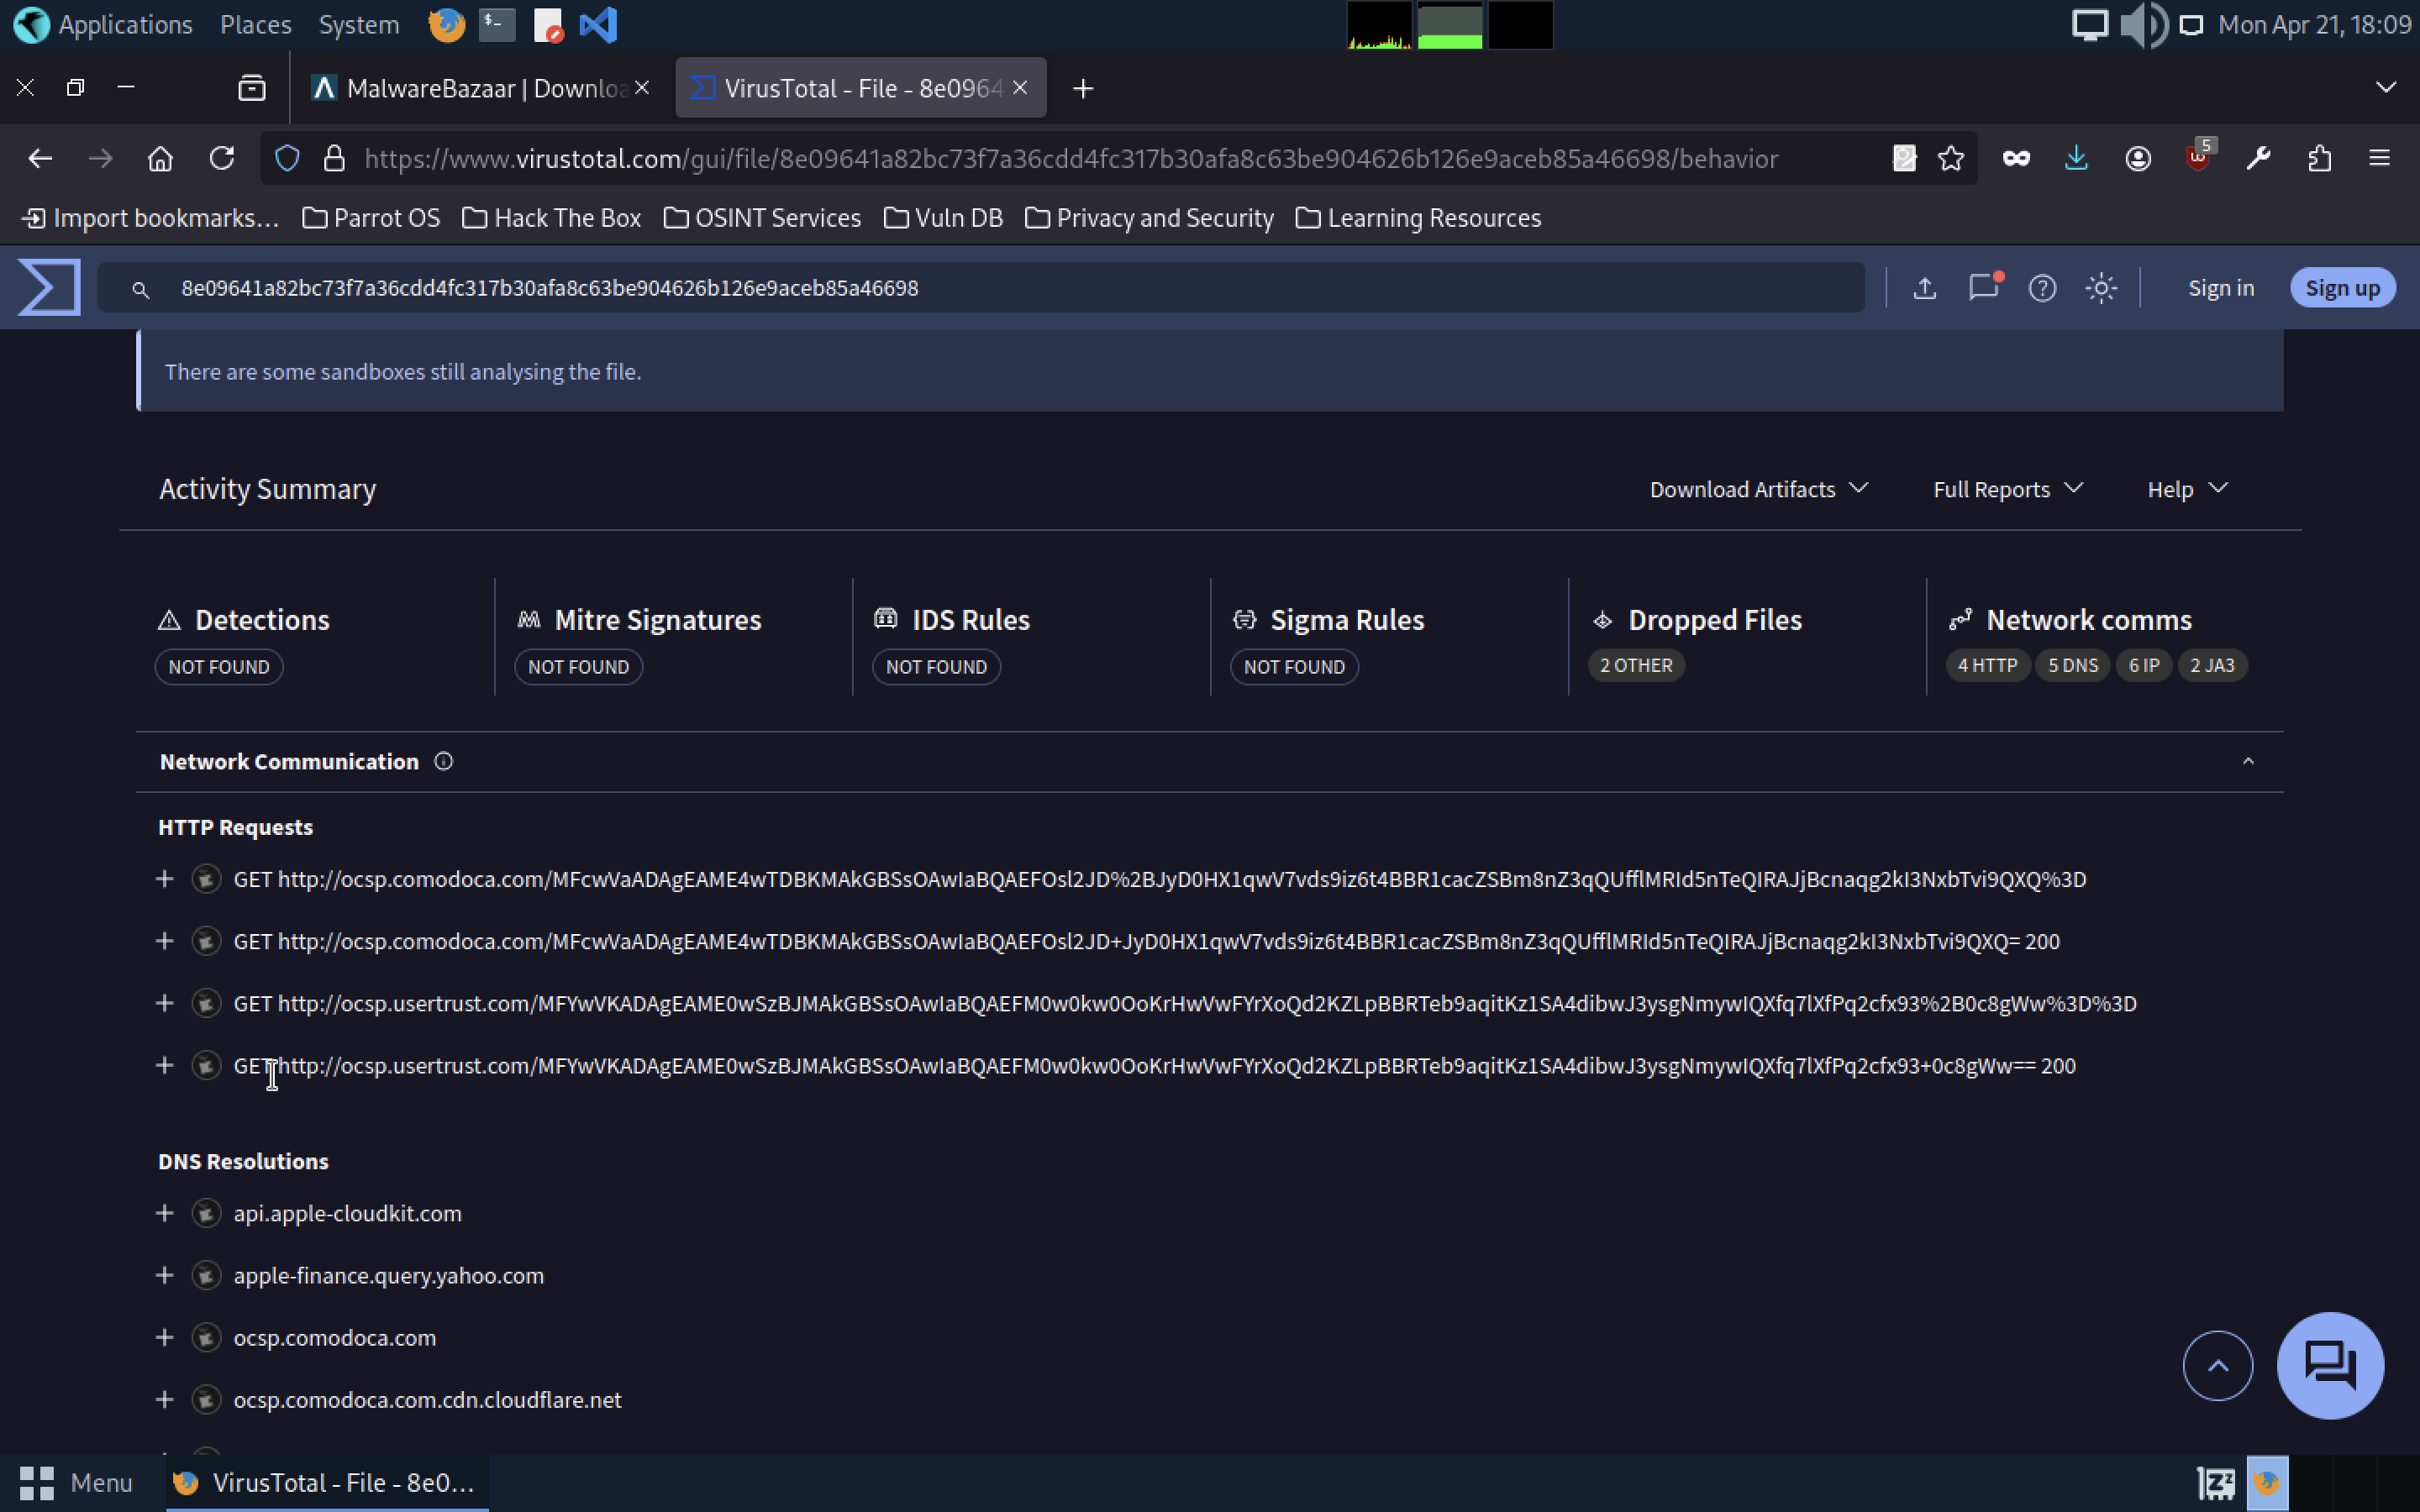 Applications Places System Mon Apr 21, 18:09
MalwareBazaar | Downloa VirusTotal - File - 8e0964
https://www.virustotal.com/gui/file/8e09641a82bc73f7a36cdd4fc317b30afa8c63be904626b126e9aceb85a46698/behavior 5
Import bookmarks... Parrot OS Hack The Box OSINT Services Vuln DB Privacy and Security Learning Resources
8e09641a82bc73f7a36cdd4fc317b30afa8c63be904626b126e9aceb85a46698 Sign in Sign up
There are some sandboxes still analysing the file.
Activity Summary Download Artifacts Full Reports Help
Detections Mitre Signatures IDS Rules Sigma Rules Dropped Files Network comms
NOT FOUND NOT FOUND NOT FOUND NOT FOUND 2 OTHER 4 HTTP 5 DNS 6 IP 2 JA3
Network Communication
HTTP Requests
GET http://ocsp.comodoca.com/MFcwVaADAgEAME4wTDBKMAkGBSsOAwIaBQAEFOsl2JD%2BJyD0HX1qwV7vds9iz6t4BBR1cacZSBm8nZ3qQUfflMRId5nTeQIRAJjBcnaqg2kI3NxbTvi9QXQ%3D
GET http://ocsp.comodoca.com/MFcwVaADAgEAME4wTDBKMAkGBSsOAwIaBQAEFOsl2JD+JyD0HX1qwV7vds9iz6t4BBR1cacZSBm8nZ3qQUfflMRId5nTeQIRAJjBcnaqg2kI3NxbTvi9QXQ= 200
GET http://ocsp.usertrust.com/MFYwVKADAgEAME0wSzBJMAkGBSsOAwIaBQAEFM0w0kw0OoKrHwVwFYrXoQd2KZLpBBRTeb9aqitKz1SA4dibwJ3ysgNmywIQXfq7lXfPq2cfx93%2B0c8gWw%3D%3D
GET http://ocsp.usertrust.com/MFYwVKADAgEAME0wSzBJMAkGBSsOAwIaBQAEFM0w0kw0OoKrHwVwFYrXoQd2KZLpBBRTeb9aqitKz1SA4dibwJ3ysgNmywIQXfq7lXfPq2cfx93+0c8gWw== 200
DNS Resolutions
api.apple-cloudkit.com
apple-finance.query.yahoo.com
ocsp.comodoca.com
ocsp.comodoca.com.cdn.cloudflare.net
Menu VirusTotal - File - 8e0...